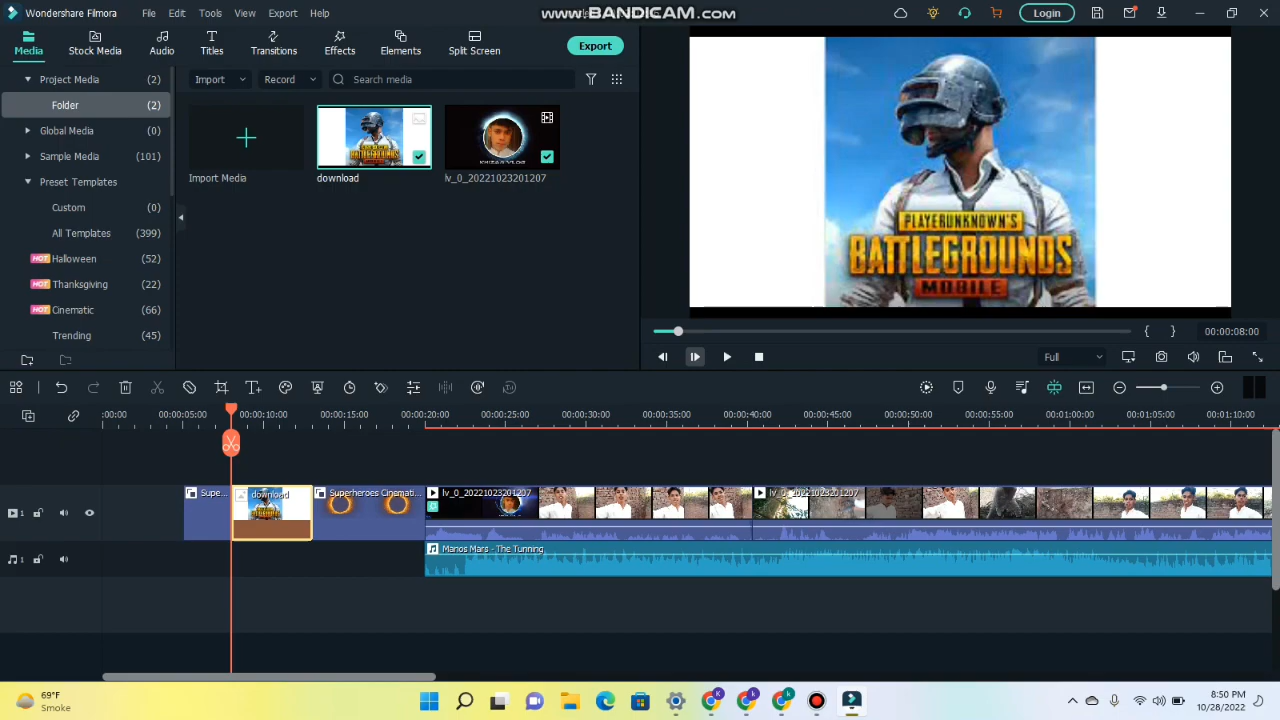 Wondershare Filmora File Edit Tools View Export Help
www.BANDICAM.com
Login
Media Stock Media Audio Titles Transitions Effects Elements Split Screen Export
Project Media (2)
Folder (2)
Global Media (0)
Sample Media (101)
Preset Templates
Custom (0)
All Templates (399)
HOT Halloween (52)
HOT Thanksgiving (22)
HOT Cinematic (66)
Trending (45)
Import Record Search media
Import Media
download
KHIZAR VLOG
lv_0_20221023201207
PLAYERUNKNOWN'S
BATTLEGROUNDS
MOBILE
{ } 00:00:08:00
Full
:00:00 00:00:05:00 00:00:10:00 00:00:15:00 00:00:20:00 00:00:25:00 00:00:30:00 00:00:35:00 00:00:40:00 00:00:45:00 00:00:50:00 00:00:55:00 00:01:00:00 00:01:05:00 00:01:10:00
1 Supe... download Superheroes Cinemati... lv_0_20221023201207 lv_0_20221023201207
1 Manos Mars - The Tunning
69°F
Smoke
8:50 PM
10/28/2022